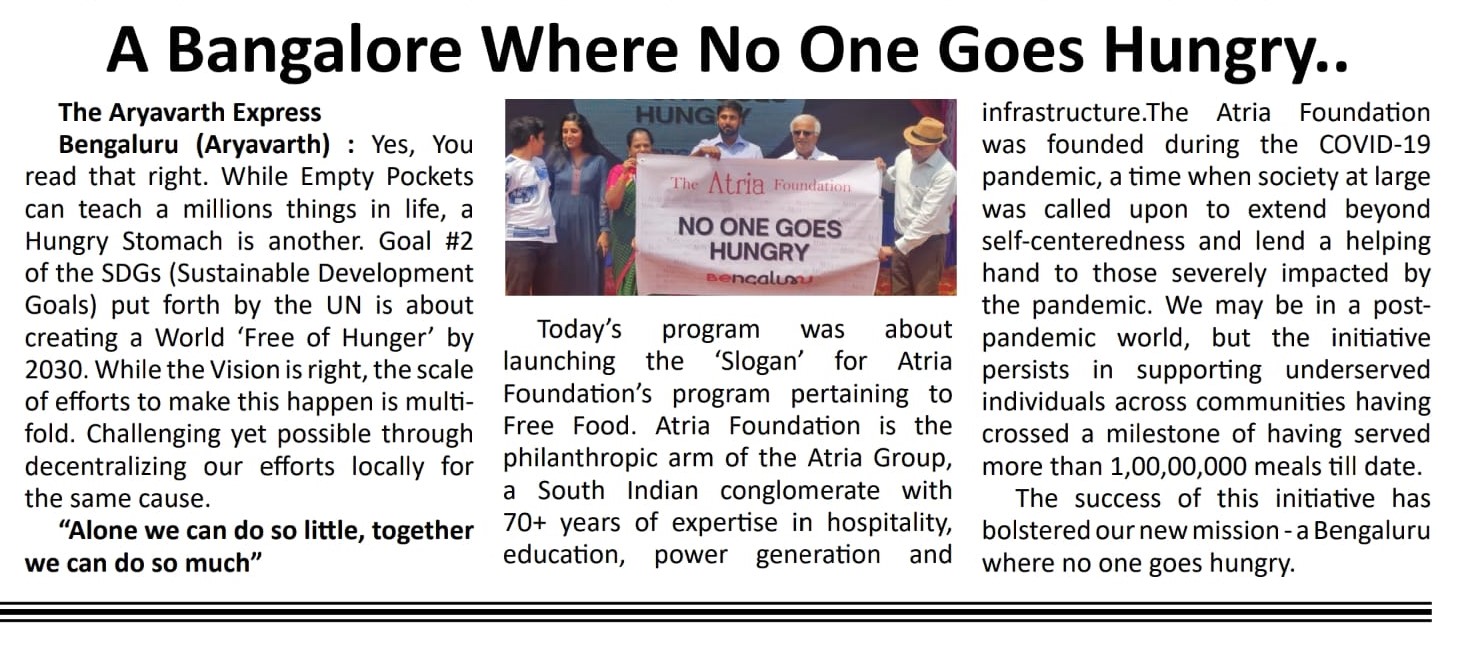 A Bangalore Where No One Goes Hungry..
The Aryavarth Express
Bengaluru (Aryavarth) : Yes, You
read that right. While Empty Pockets
can teach a millions things in life, a
Hungry Stomach is another. Goal #2
of the SDGs (Sustainable Development
Goals) put forth by the UN is about
creating a World ‘Free of Hunger’ by
2030. While the Vision is right, the scale
of efforts to make this happen is multi-
fold. Challenging yet possible through
decentralizing our efforts locally for
the same cause.
“Alone we can do so little, together
we can do so much”
HUNGRY
The Atria Foundation
NO ONE GOES
HUNGRY
Bengaluru
Today’s program was about
launching the ‘Slogan’ for Atria
Foundation’s program pertaining to
Free Food. Atria Foundation is the
philanthropic arm of the Atria Group,
a South Indian conglomerate with
70+ years of expertise in hospitality,
education, power generation and
infrastructure.The Atria Foundation
was founded during the COVID-19
pandemic, a time when society at large
was called upon to extend beyond
self-centeredness and lend a helping
hand to those severely impacted by
the pandemic. We may be in a post-
pandemic world, but the initiative
persists in supporting underserved
individuals across communities having
crossed a milestone of having served
more than 1,00,00,000 meals till date.
The success of this initiative has
bolstered our new mission - a Bengaluru
where no one goes hungry.